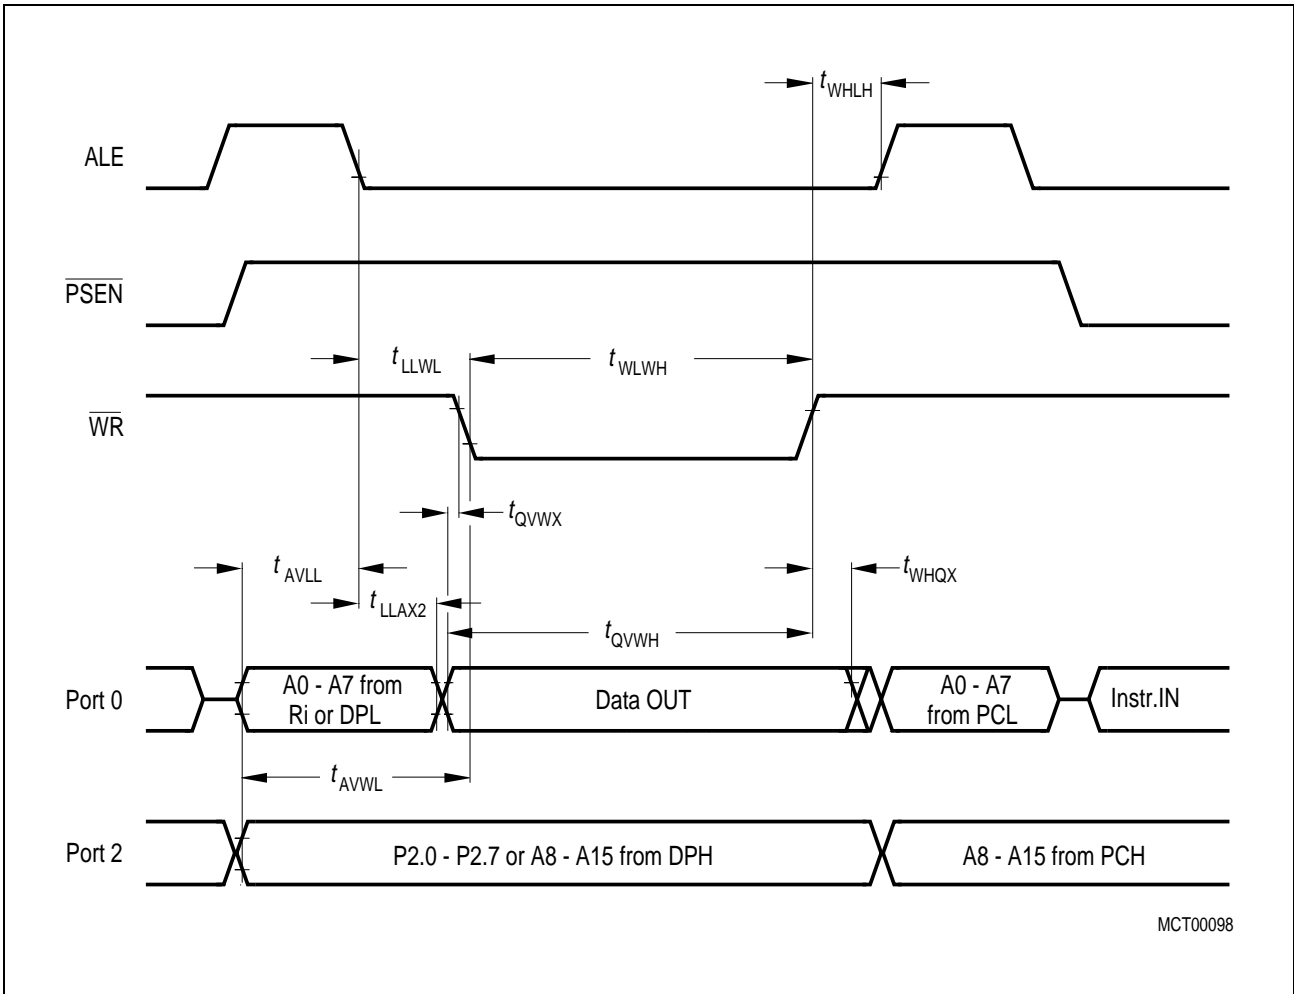 tWHLH
ALE
PSEN
tLLWL
tWLWH
WR
tQVWX
tAVLL
tWHQX
tLLAX2
tQVWH
Port 0
A0 - A7 from
Ri or DPL
Data OUT
A0 - A7
from PCL
Instr.IN
tAVWL
Port 2
P2.0 - P2.7 or A8 - A15 from DPH
A8 - A15 from PCH
MCT00098